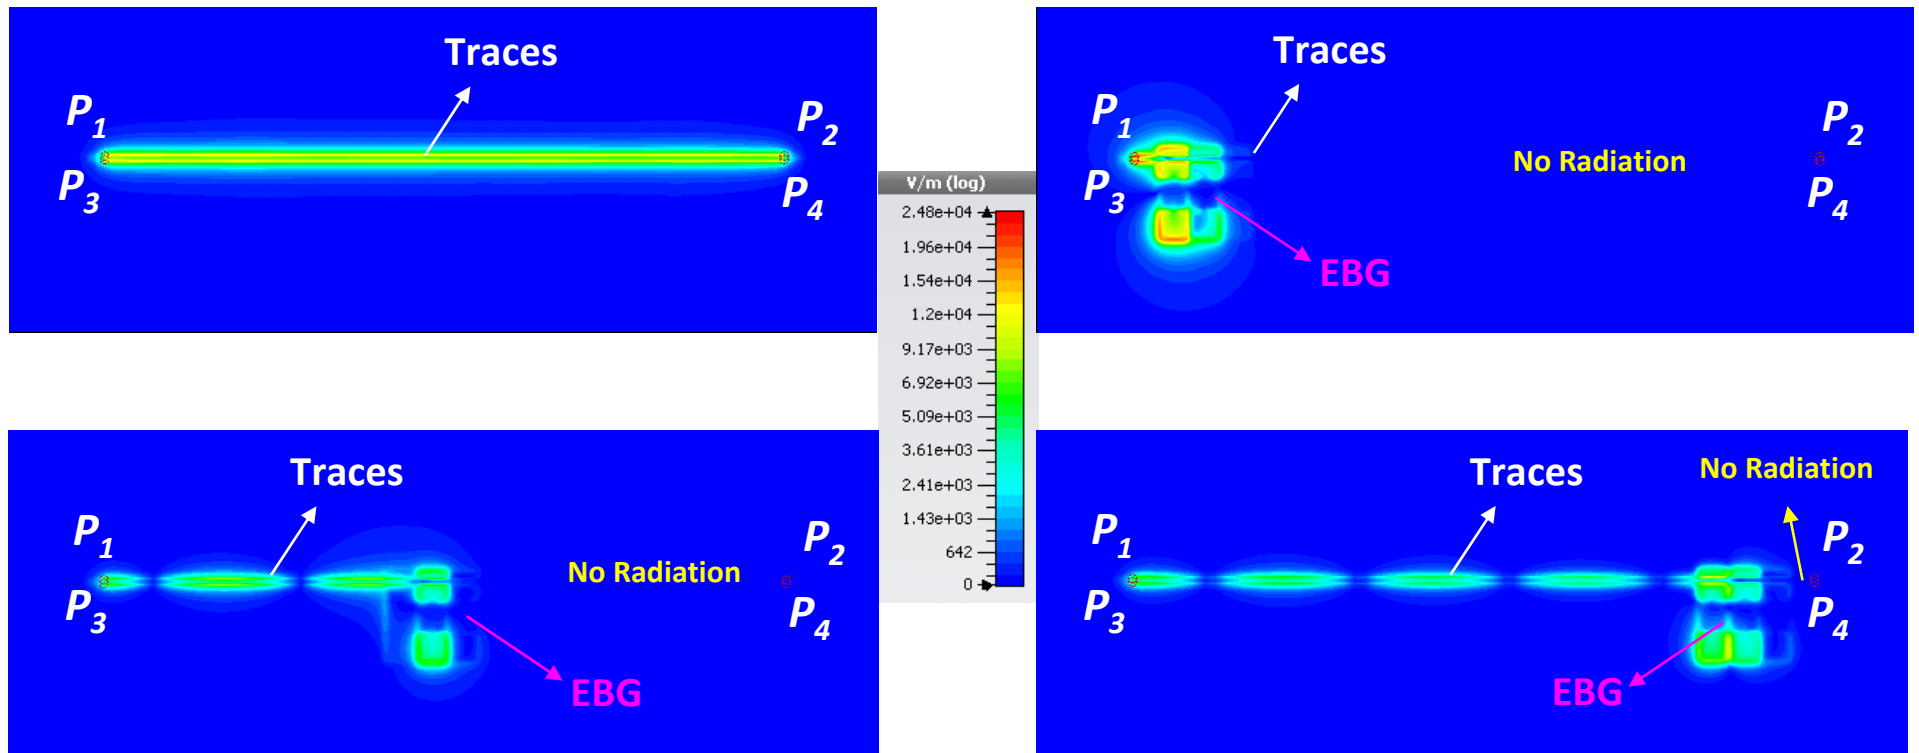 Traces
P1
P2
P3
P4
Traces
P1
P2
No Radiation
P3
P4
EBG
V/m (log)
2.48e+04
1.96e+04
1.54e+04
1.2e+04
9.17e+03
6.92e+03
5.09e+03
3.61e+03
2.41e+03
1.43e+03
642
0
Traces
P1
P2
No Radiation
P3
P4
EBG
Traces
No Radiation
P1
P2
P3
P4
EBG